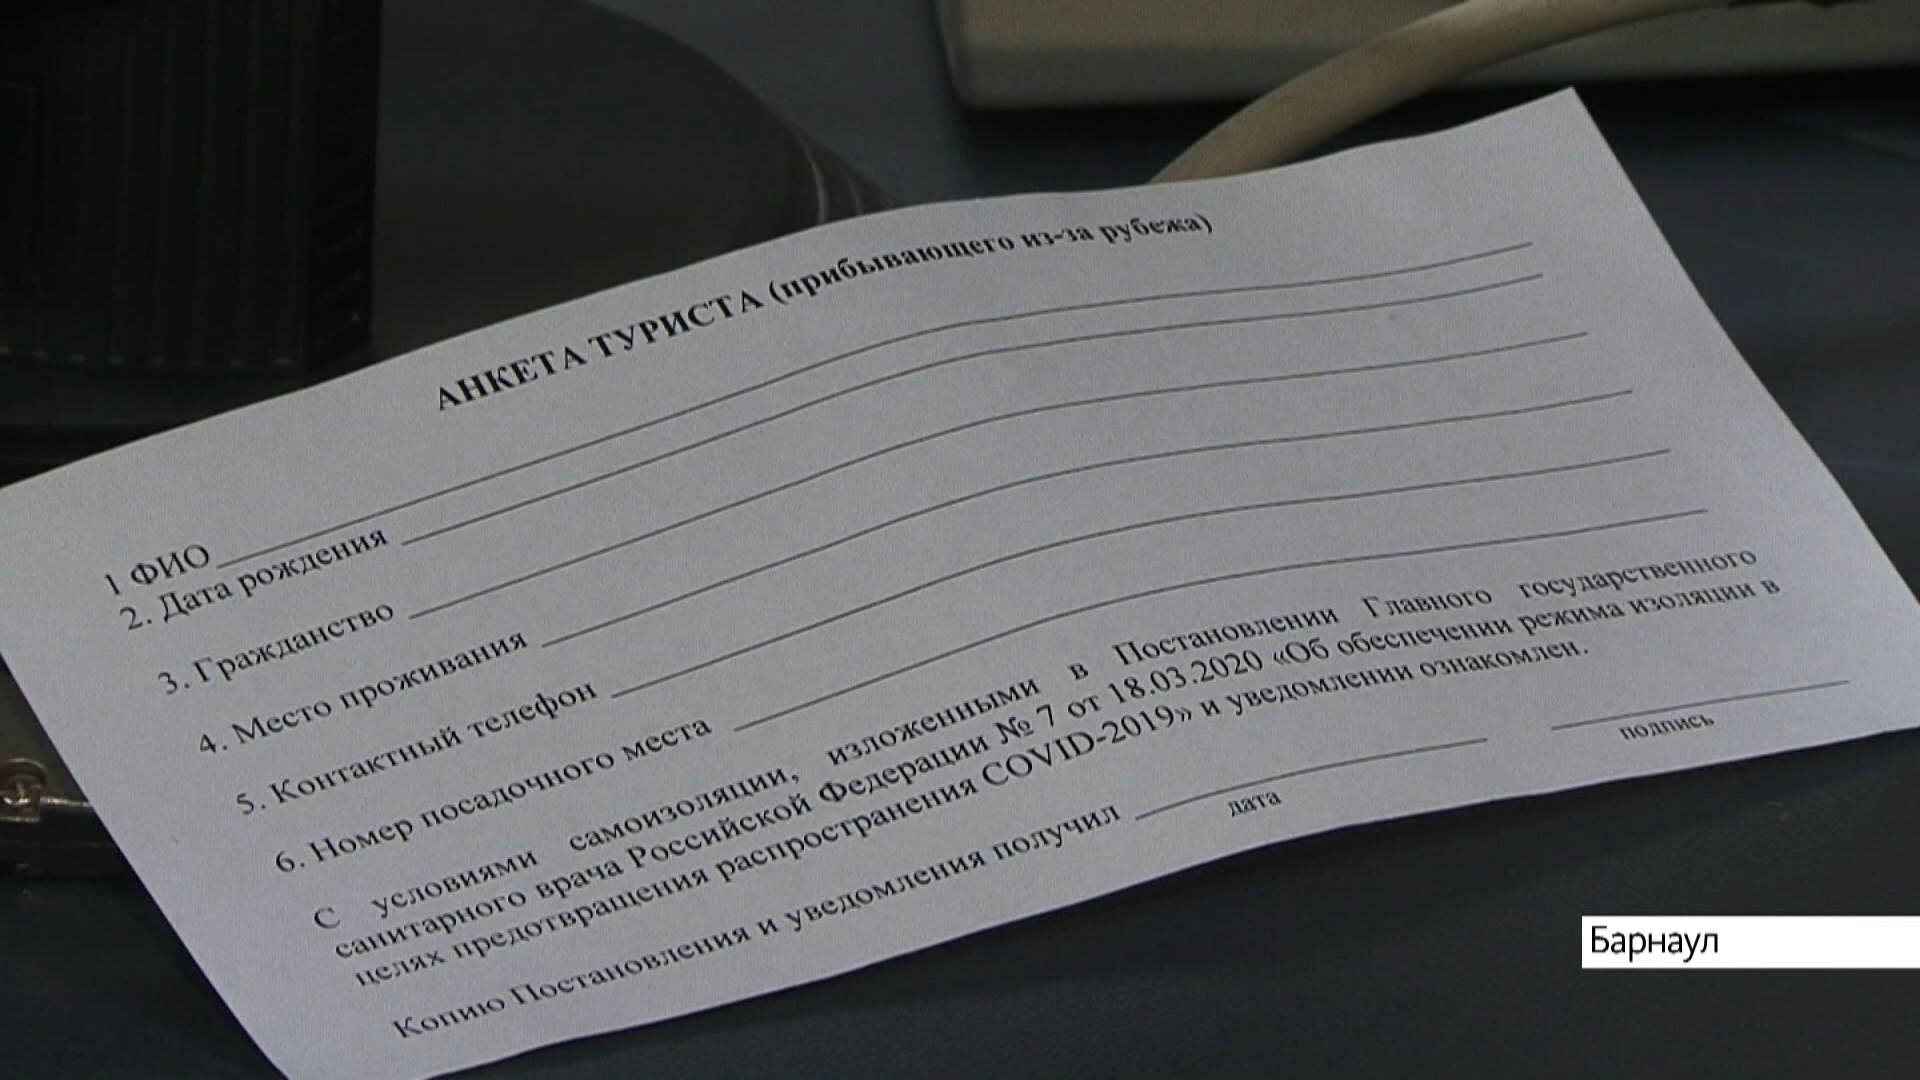 АНКЕТА ТУРИСТА (прибывающего из-за рубежа)
1 ФИО
2. Дата рождения
3. Гражданство
4. Место проживания
5. Контактный телефон
6. Номер посадочного места
С условиями самоизоляции, изложенными в Постановлении Главного государственного
санитарного врача Российской Федерации № 7 от 18.03.2020 «Об обеспечении режима изоляции в
целях предотвращения распространения COVID-2019» и уведомлении ознакомлен.
Копию Постановления и уведомления получил
дата
подпись
Барнаул